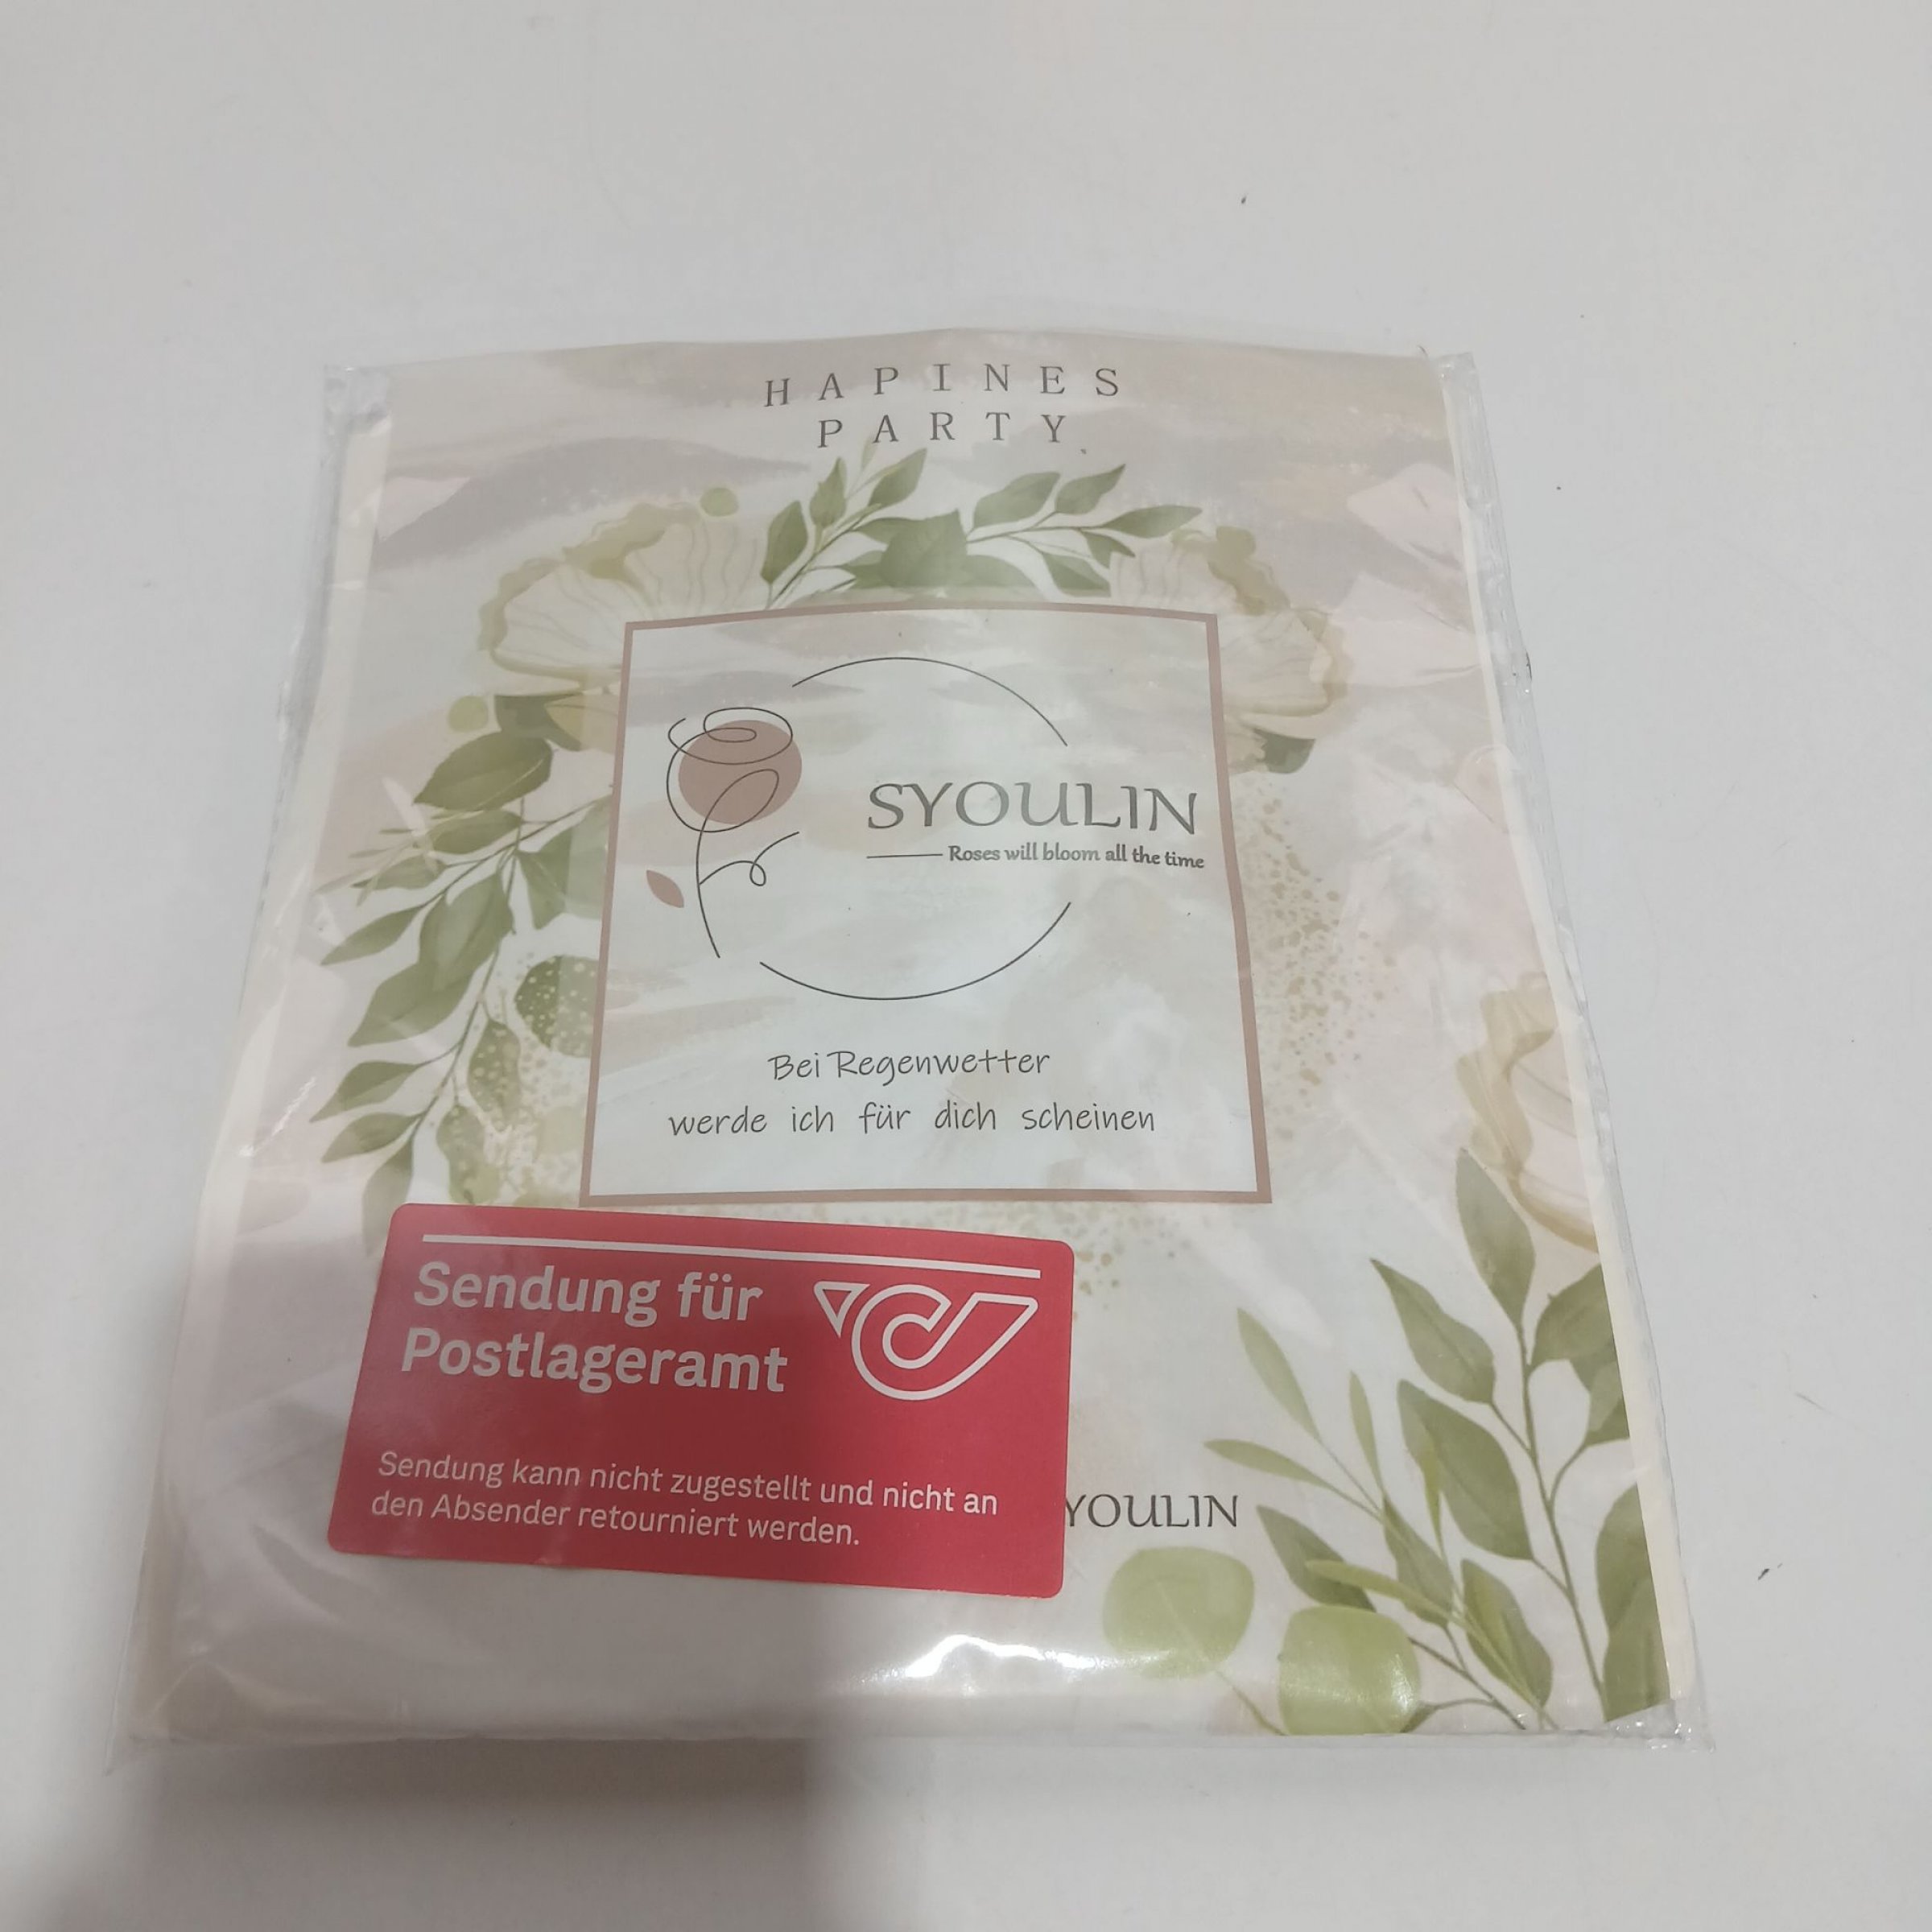 HAPINES
PARTY
SYOULIN
Roses will bloom all the time
Bei Regenwetter
werde ich für dich scheinen
Sendung für
Postlageramt
Sendung kann nicht zugestellt und nicht an
den Absender retourniert werden.
YOULIN